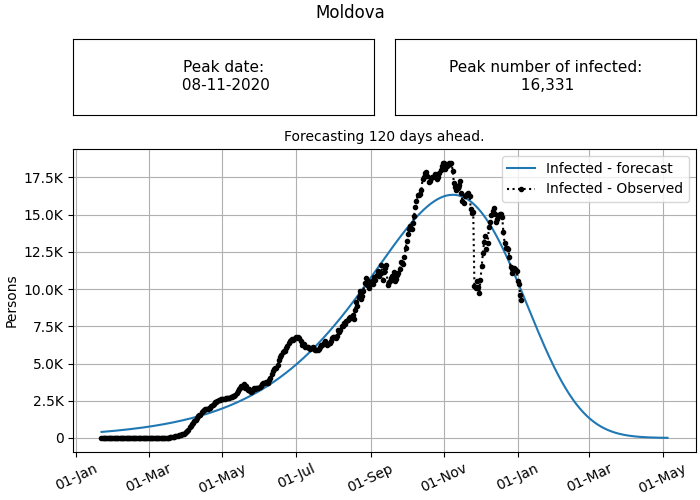 Moldova
Peak date:
08-11-2020
Peak number of infected:
16,331
Forecasting 120 days ahead.
Infected - forecast
Infected - Observed
Persons
17.5K
15.0K
12.5K
10.0K
7.5K
5.0K
2.5K
0
01-Jan
01-Mar
01-May
01-Jul
01-Sep
01-Nov
01-Jan
01-Mar
01-May